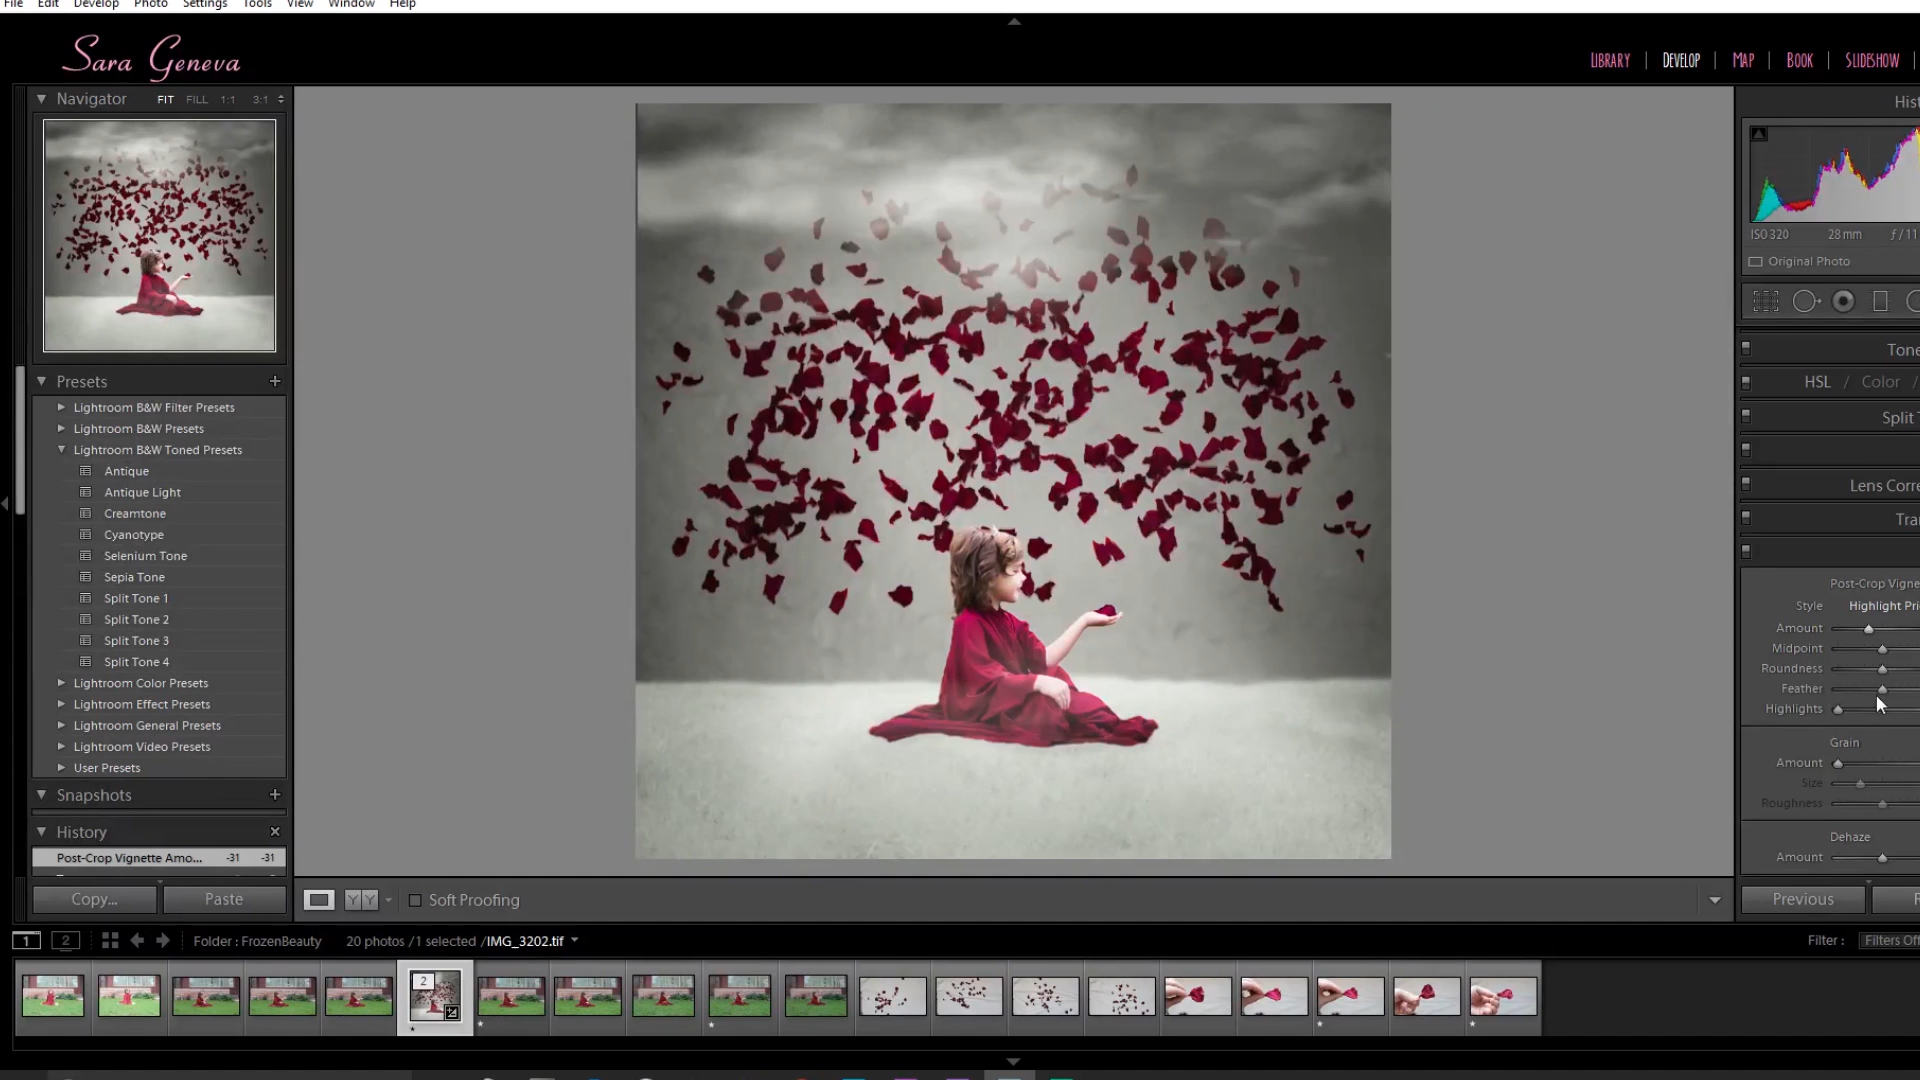 File Edit Develop Photo Settings Tools View Window Help
Sara Geneva
LIBRARY | DEVELOP | MAP | BOOK | SLIDESHOW |
Navigator FIT FILL 1:1 3:1
Presets +
Lightroom B&W Filter Presets
Lightroom B&W Presets
Lightroom B&W Toned Presets
Antique
Antique Light
Creamtone
Cyanotype
Selenium Tone
Sepia Tone
Split Tone 1
Split Tone 2
Split Tone 3
Split Tone 4
Lightroom Color Presets
Lightroom Effect Presets
Lightroom General Presets
Lightroom Video Presets
User Presets
Snapshots +
History ×
Post-Crop Vignette Amo... -31 -31
Copy... Paste
Y Y Soft Proofing
Hist
ISO 320 28 mm ƒ / 11
Original Photo
Tone
HSL / Color /
Split T
Lens Corre
Tran
Post-Crop Vigne
Style Highlight Pri
Amount
Midpoint
Roundness
Feather
Highlights
Grain
Amount
Size
Roughness
Dehaze
Amount
Previous R
1 2 Folder : FrozenBeauty 20 photos / 1 selected / IMG_3202.tif Filter : Filters Off
2